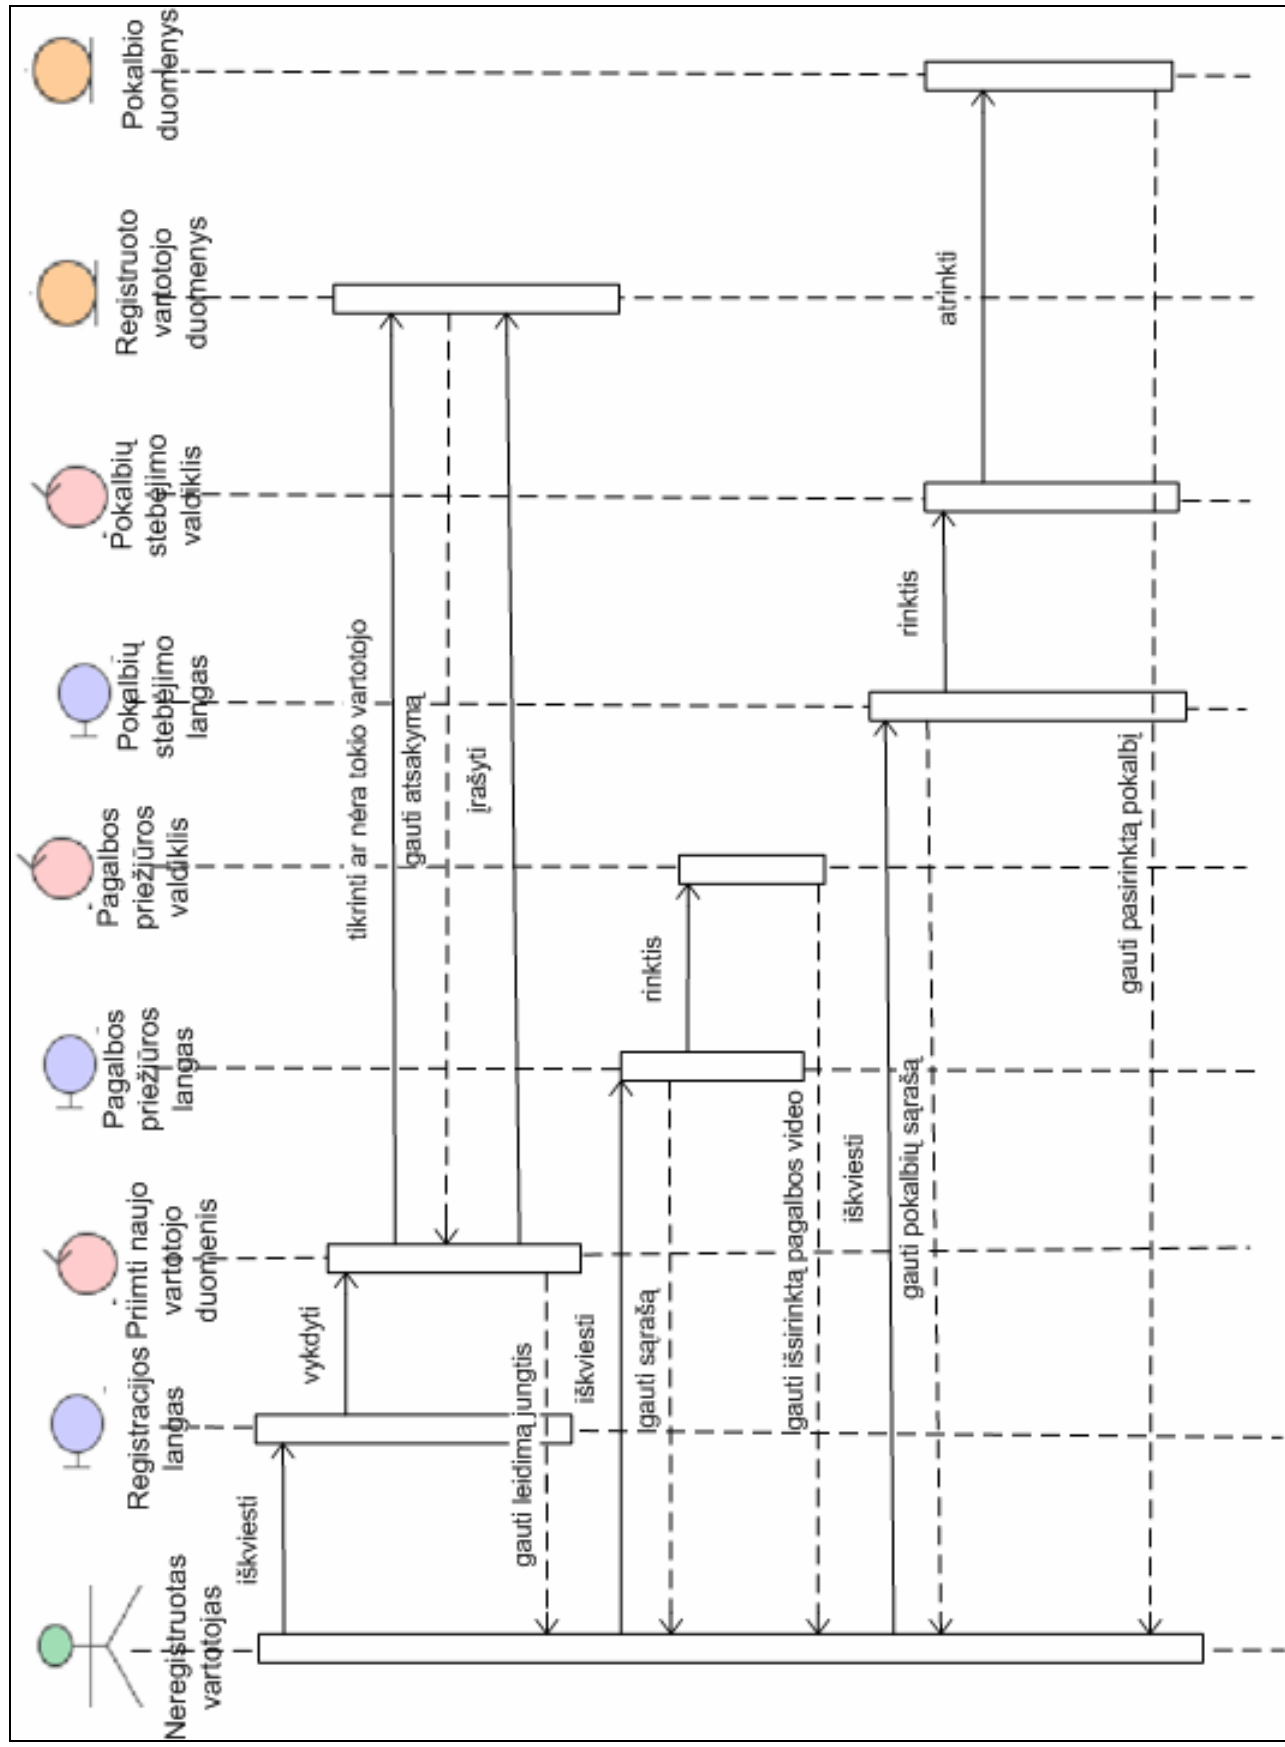 Neregistruotas
vartotojas
Registracijos
langas
Priimti naujo
vartotojo
duomenis
Pagalbos
priežiūros
langas
Pagalbos
priežiūros
valdiklis
Pokalbių
stebėjimo
langas
Pokalbių
stebėjimo
valdiklis
Registruoto
vartotojo
duomenys
Pokalbio
duomenys
iškviesti
vykdyti
tikrinti ar nėra tokio vartotojo
gauti atsakymą
įrašyti
gauti leidimą jungtis
iškviesti
gauti sąrašą
rinktis
gauti išsirinktą pagalbos video
iškviesti
gauti pokalbių sąrašą
rinktis
atrinkti
gauti pasirinktą pokalbį